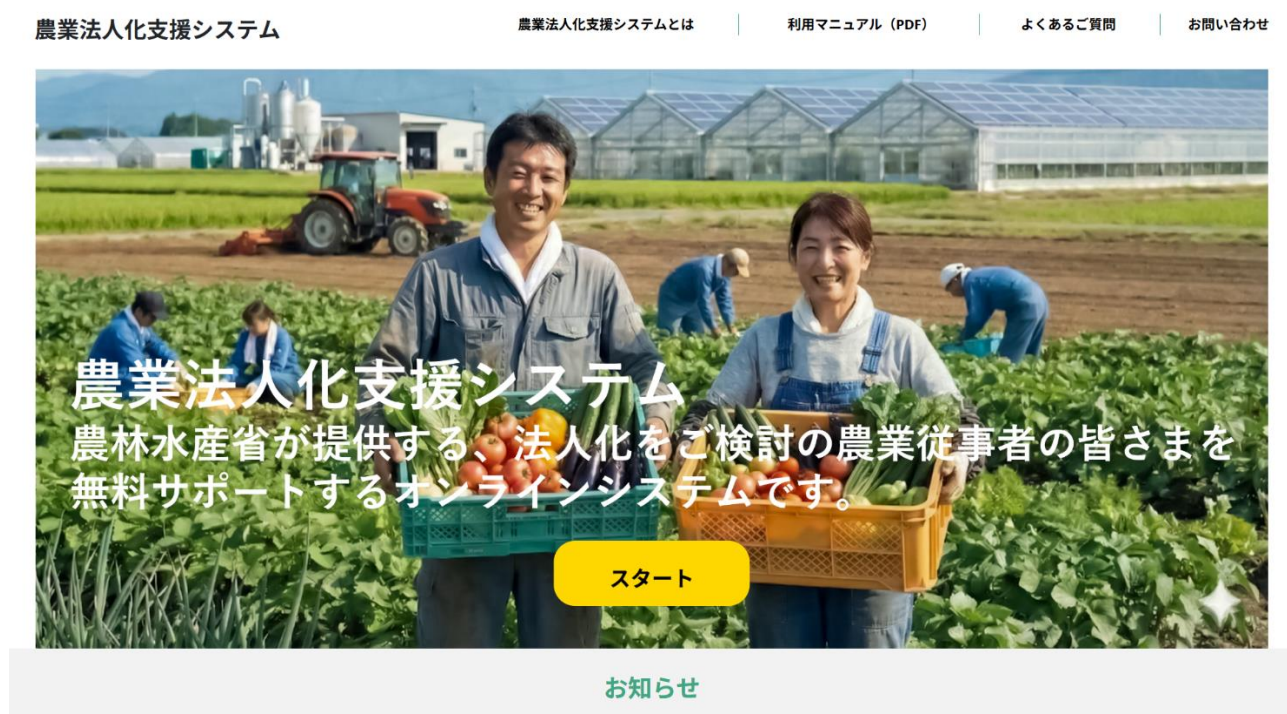 農業法人化支援システム
農業法人化支援システムとは
利用マニュアル（PDF）
よくあるご質問
お問い合わせ
農業法人化支援システム
農林水産省が提供する、法人化をご検討の農業従事者の皆さまを
無料サポートするオンラインシステムです。
スタート
お知らせ